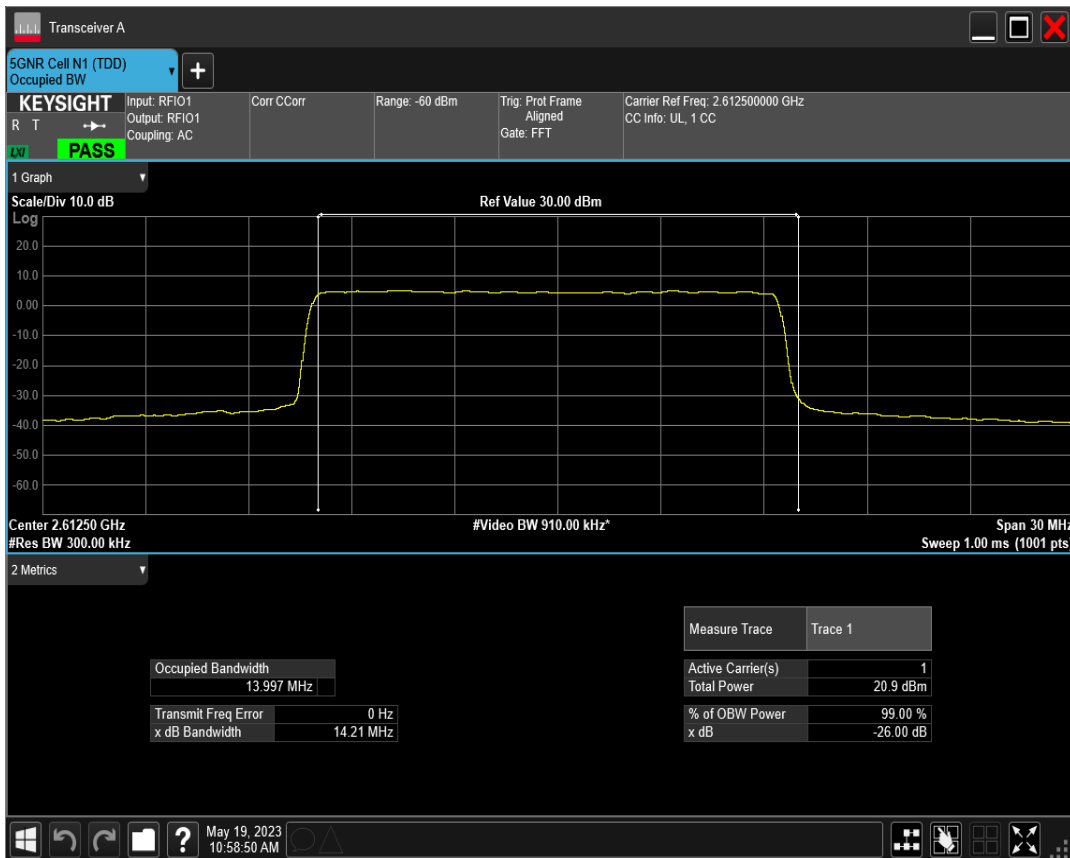 Transceiver A
5GNR Cell N1 (TDD)
Occupied BW
+
KEYSIGHT
R T
LXI
PASS
Input: RFIO1
Output: RFIO1
Coupling: AC
Corr CCorr
Range: -60 dBm
Trig: Prot Frame
Aligned
Gate: FFT
Carrier Ref Freq: 2.612500000 GHz
CC Info: UL, 1 CC
1 Graph
Scale/Div 10.0 dB
Ref Value 30.00 dBm
Log
20.0
10.0
0.00
-10.0
-20.0
-30.0
-40.0
-50.0
-60.0
Center 2.61250 GHz
#Video BW 910.00 kHz*
Span 30 MHz
#Res BW 300.00 kHz
Sweep 1.00 ms (1001 pts)
2 Metrics
Measure Trace Trace 1
Occupied Bandwidth
13.997 MHz
Active Carrier(s) 1
Total Power 20.9 dBm
Transmit Freq Error 0 Hz
x dB Bandwidth 14.21 MHz
% of OBW Power 99.00 %
x dB -26.00 dB
?
May 19, 2023
10:58:50 AM